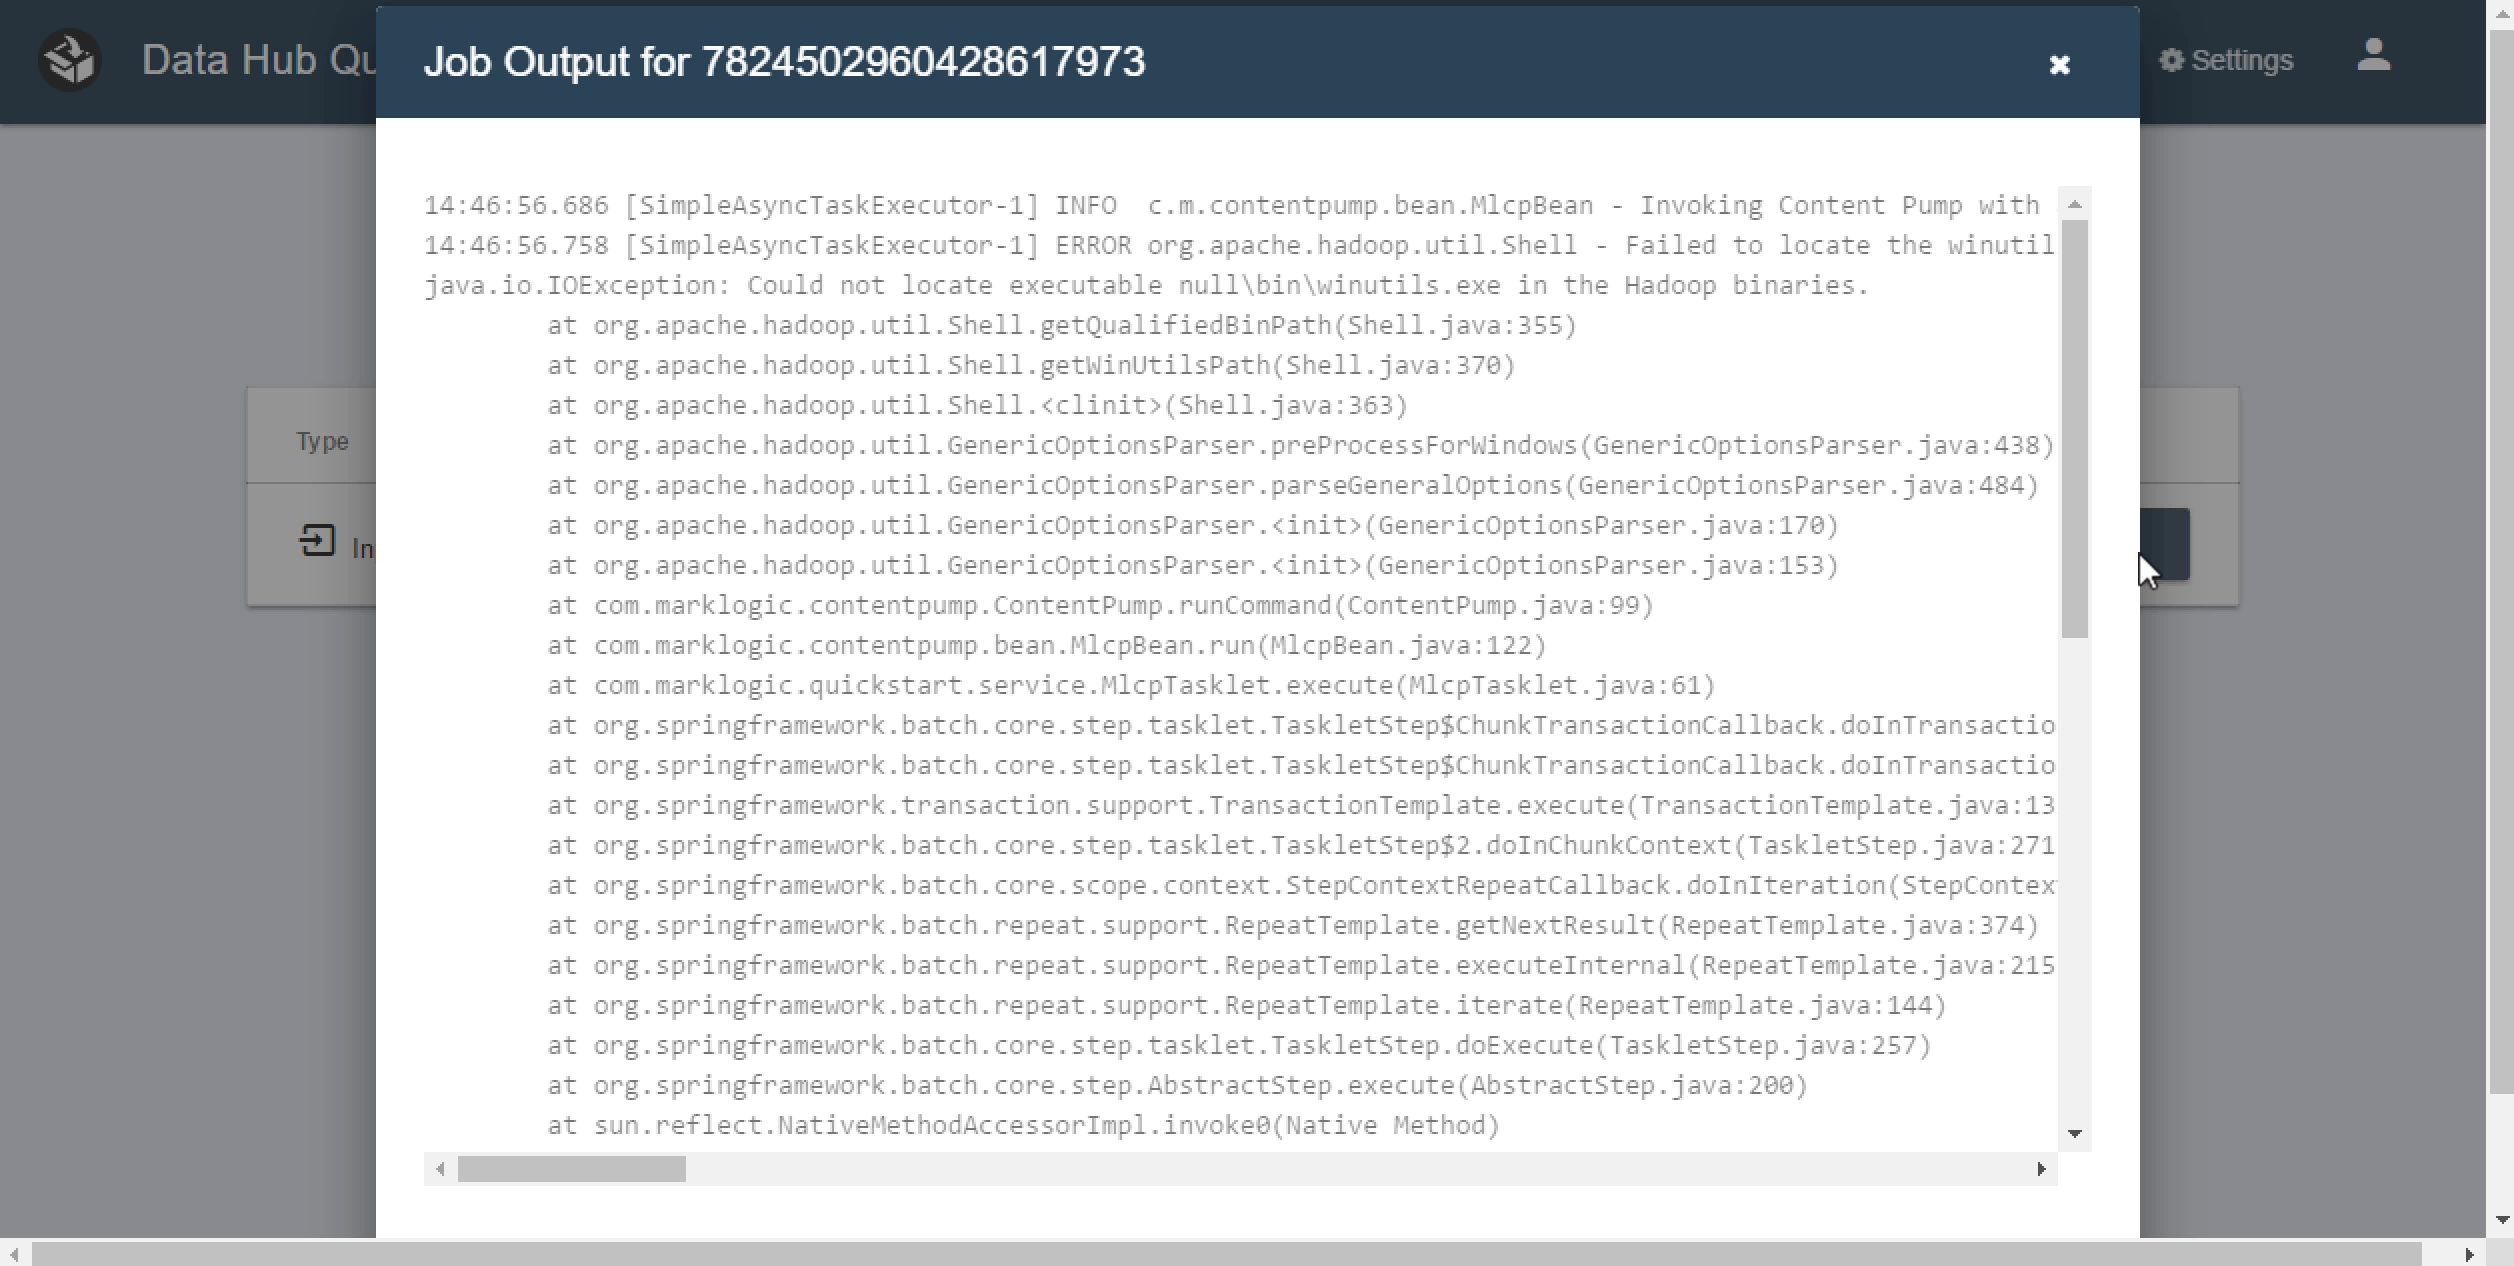 Data Hub Qu
Settings
Job Output for 7824502960428617973
Type
In
14:46:56.686 [SimpleAsyncTaskExecutor-1] INFO  c.m.contentpump.bean.MlcpBean - Invoking Content Pump with
14:46:56.758 [SimpleAsyncTaskExecutor-1] ERROR org.apache.hadoop.util.Shell - Failed to locate the winutil
java.io.IOException: Could not locate executable null\bin\winutils.exe in the Hadoop binaries.
at org.apache.hadoop.util.Shell.getQualifiedBinPath(Shell.java:355)
at org.apache.hadoop.util.Shell.getWinUtilsPath(Shell.java:370)
at org.apache.hadoop.util.Shell.<clinit>(Shell.java:363)
at org.apache.hadoop.util.GenericOptionsParser.preProcessForWindows(GenericOptionsParser.java:438)
at org.apache.hadoop.util.GenericOptionsParser.parseGeneralOptions(GenericOptionsParser.java:484)
at org.apache.hadoop.util.GenericOptionsParser.<init>(GenericOptionsParser.java:170)
at org.apache.hadoop.util.GenericOptionsParser.<init>(GenericOptionsParser.java:153)
at com.marklogic.contentpump.ContentPump.runCommand(ContentPump.java:99)
at com.marklogic.contentpump.bean.MlcpBean.run(MlcpBean.java:122)
at com.marklogic.quickstart.service.MlcpTasklet.execute(MlcpTasklet.java:61)
at org.springframework.batch.core.step.tasklet.TaskletStep$ChunkTransactionCallback.doInTransactio
at org.springframework.batch.core.step.tasklet.TaskletStep$ChunkTransactionCallback.doInTransactio
at org.springframework.transaction.support.TransactionTemplate.execute(TransactionTemplate.java:13
at org.springframework.batch.core.step.tasklet.TaskletStep$2.doInChunkContext(TaskletStep.java:271
at org.springframework.batch.core.scope.context.StepContextRepeatCallback.doInIteration(StepContex
at org.springframework.batch.repeat.support.RepeatTemplate.getNextResult(RepeatTemplate.java:374)
at org.springframework.batch.repeat.support.RepeatTemplate.executeInternal(RepeatTemplate.java:215
at org.springframework.batch.repeat.support.RepeatTemplate.iterate(RepeatTemplate.java:144)
at org.springframework.batch.core.step.tasklet.TaskletStep.doExecute(TaskletStep.java:257)
at org.springframework.batch.core.step.AbstractStep.execute(AbstractStep.java:200)
at sun.reflect.NativeMethodAccessorImpl.invoke0(Native Method)